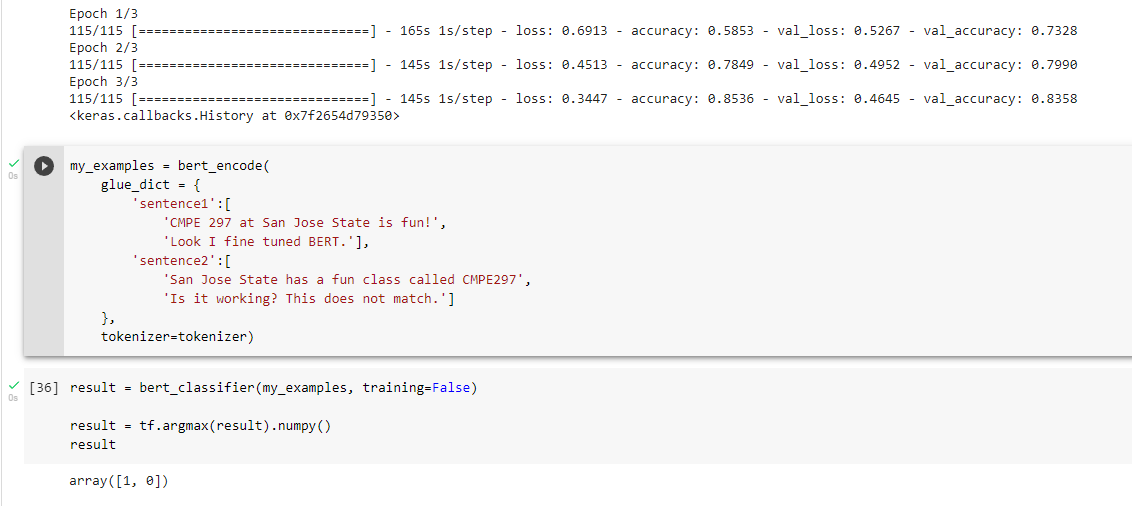 Epoch 1/3
115/115 [==============================] - 165s 1s/step - loss: 0.6913 - accuracy: 0.5853 - val_loss: 0.5267 - val_accuracy: 0.7328
Epoch 2/3
115/115 [==============================] - 145s 1s/step - loss: 0.4513 - accuracy: 0.7849 - val_loss: 0.4952 - val_accuracy: 0.7990
Epoch 3/3
115/115 [==============================] - 145s 1s/step - loss: 0.3447 - accuracy: 0.8536 - val_loss: 0.4645 - val_accuracy: 0.8358
<keras.callbacks.History at 0x7f2654d79350>
my_examples = bert_encode(
0s
    glue_dict = {
        'sentence1':[
            'CMPE 297 at San Jose State is fun!',
            'Look I fine tuned BERT.'],
        'sentence2':[
            'San Jose State has a fun class called CMPE297',
            'Is it working? This does not match.']
    },
    tokenizer=tokenizer)
[36] result = bert_classifier(my_examples, training=False)
0s
result = tf.argmax(result).numpy()
result
array([1, 0])